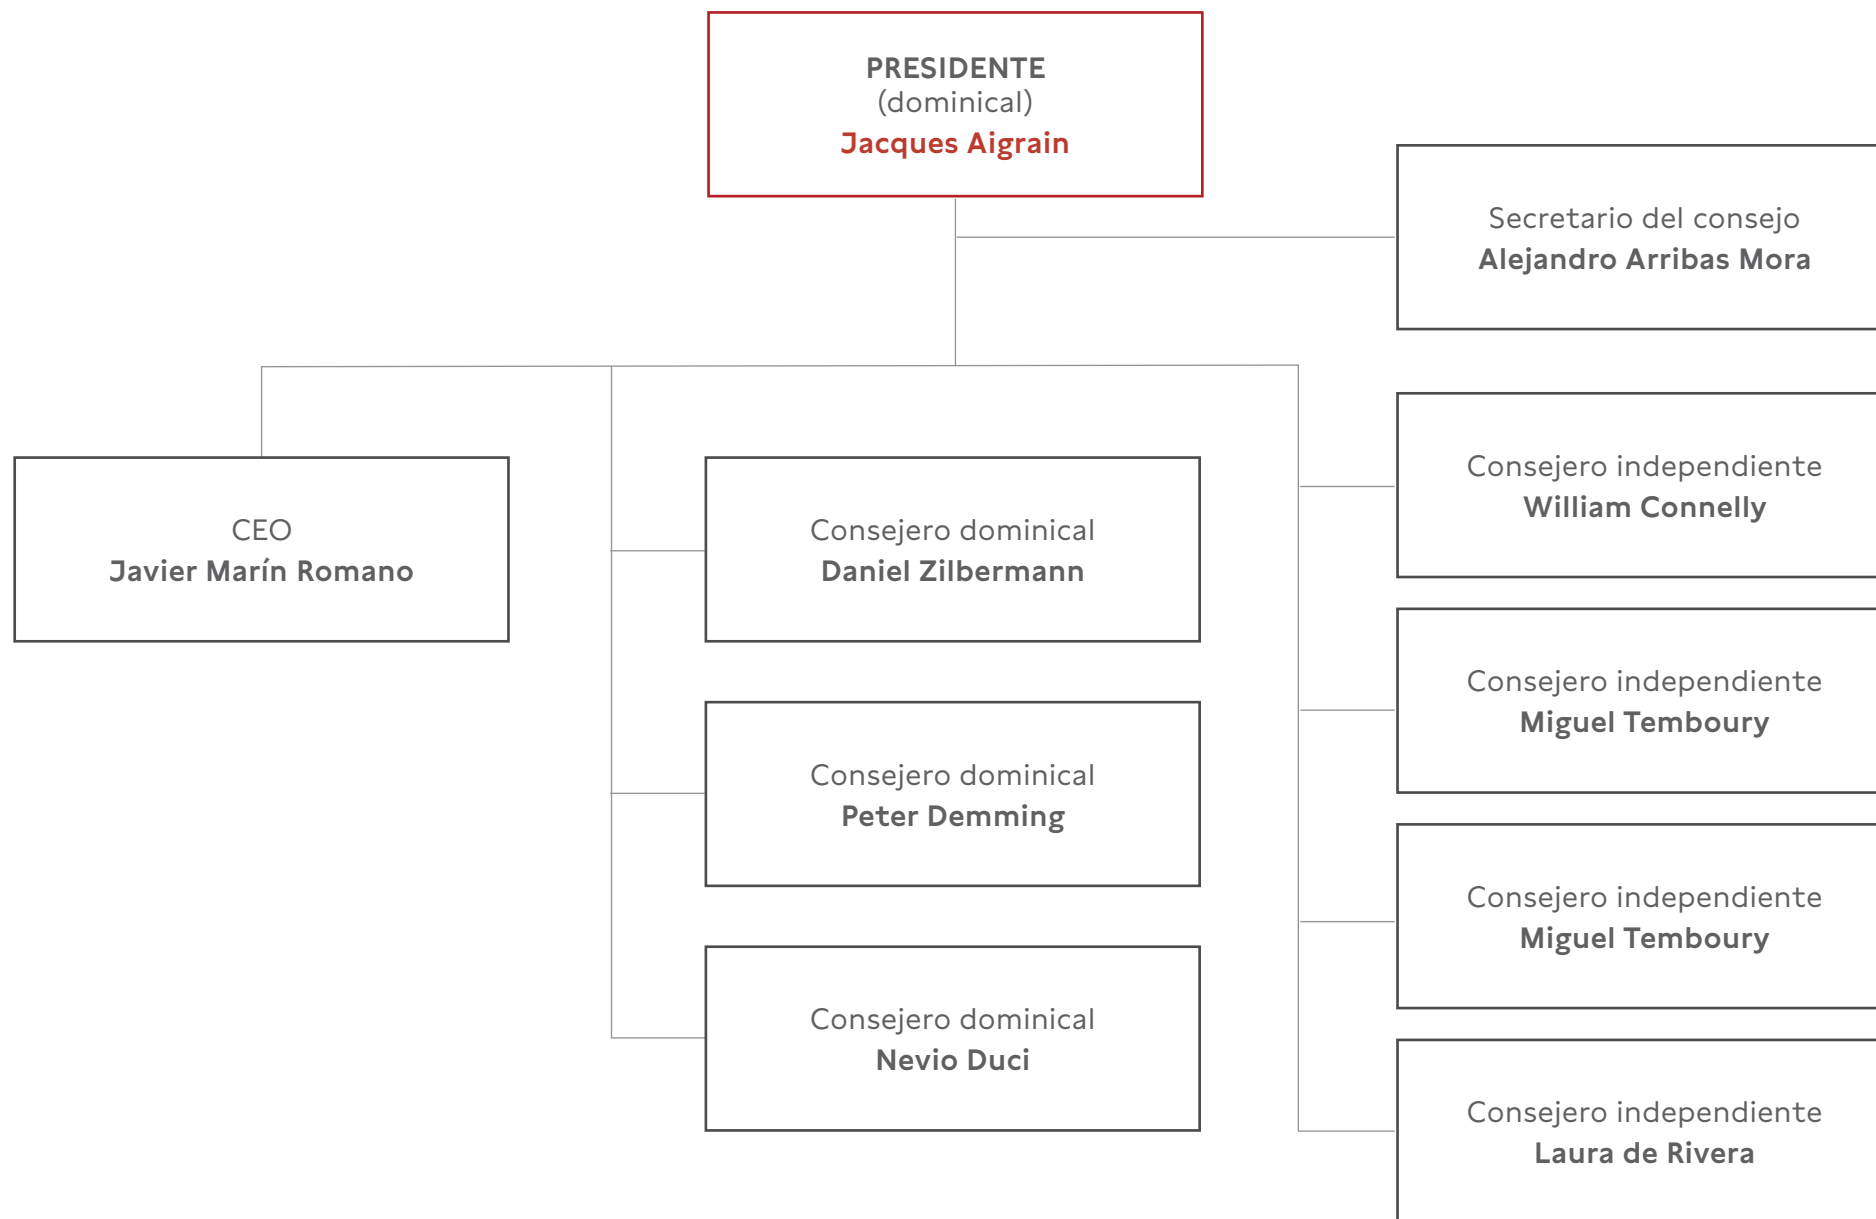 PRESIDENTE
(dominical)
Jacques Aigrain
Secretario del consejo
Alejandro Arribas Mora
CEO
Javier Marín Romano
Consejero dominical
Daniel Zilbermann
Consejero dominical
Peter Demming
Consejero dominical
Nevio Duci
Consejero independiente
William Connelly
Consejero independiente
Miguel Temboury
Consejero independiente
Miguel Temboury
Consejero independiente
Laura de Rivera